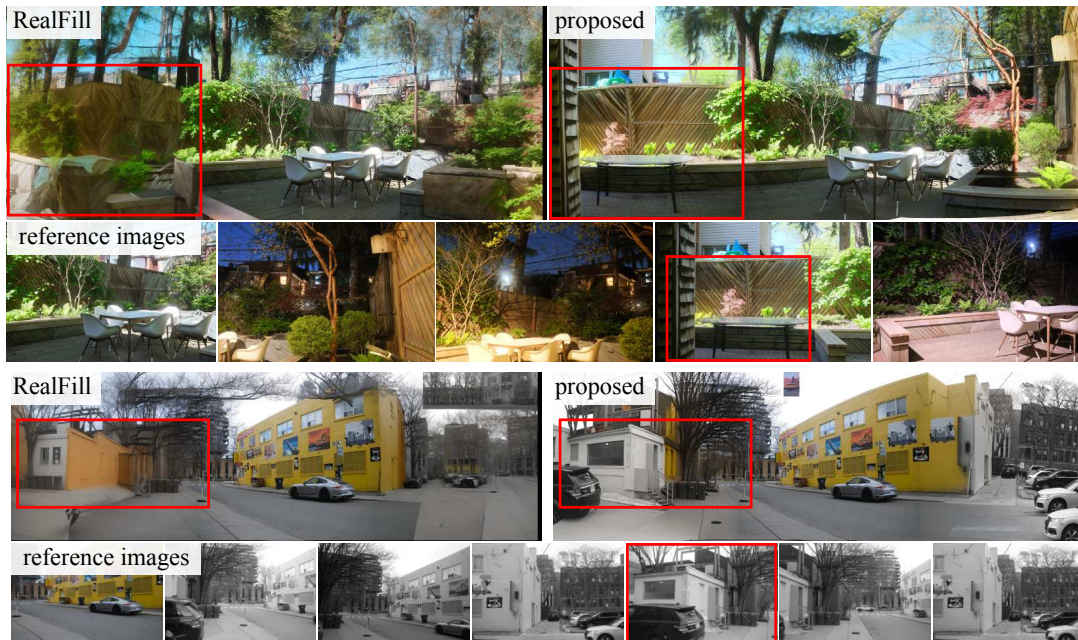 RealFill
proposed
reference images
RealFill
proposed
reference images